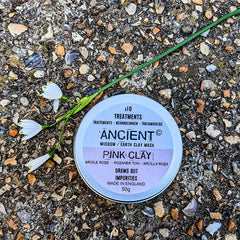 ±10
TREATMENTS
TRAITEMENTS · BEHANDLUNGEN · TRATAMIENTOS
ANCIENT©
WISDOM / EARTH CLAY MASK
PINK CLAY
ARGILE ROSE · ROSANER TON · ARCILLA ROSA
DRAWS OUT
IMPURITIES
MADE IN ENGLAND
50g